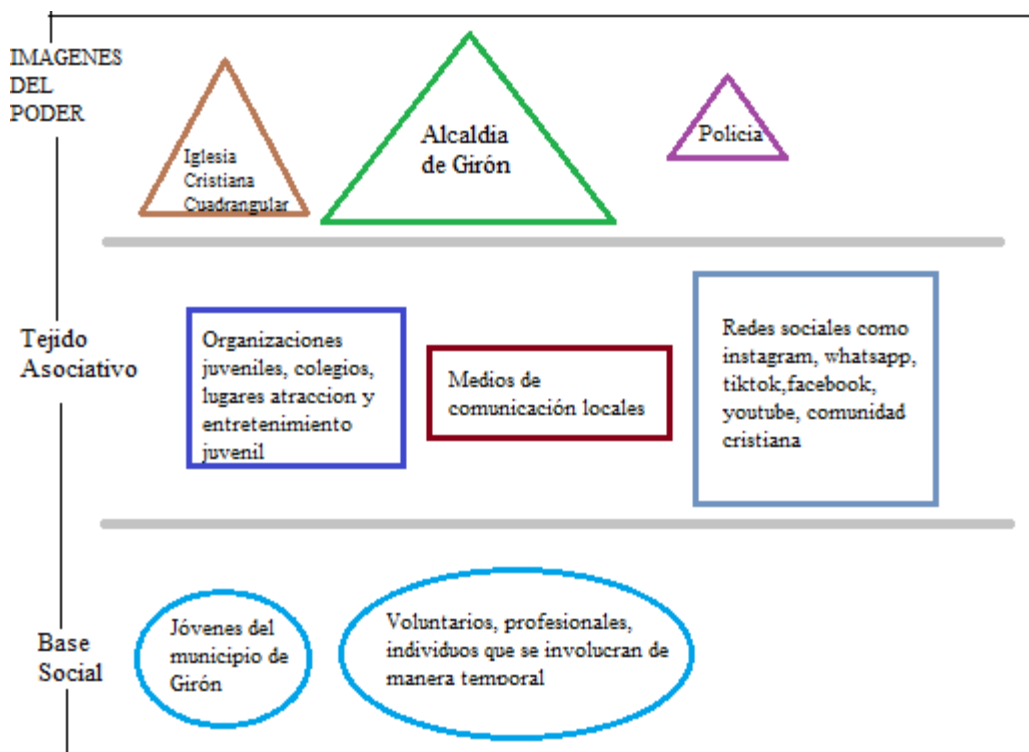 IMAGENES
DEL
PODER
Iglesia
Cristiana
Cuadrangular
Alcaldia
de Girón
Policia
Tejido
Asociativo
Organizaciones
juveniles, colegios,
lugares atraccion y
entretenimiento
juvenil
Medios de
comunicación locales
Redes sociales como
instagram, whatsapp,
tiktok,facebook,
youtube, comunidad
cristiana
Base
Social
Jóvenes del
municipio de
Girón
Voluntarios, profesionales,
individuos que se involucran de
manera temporal